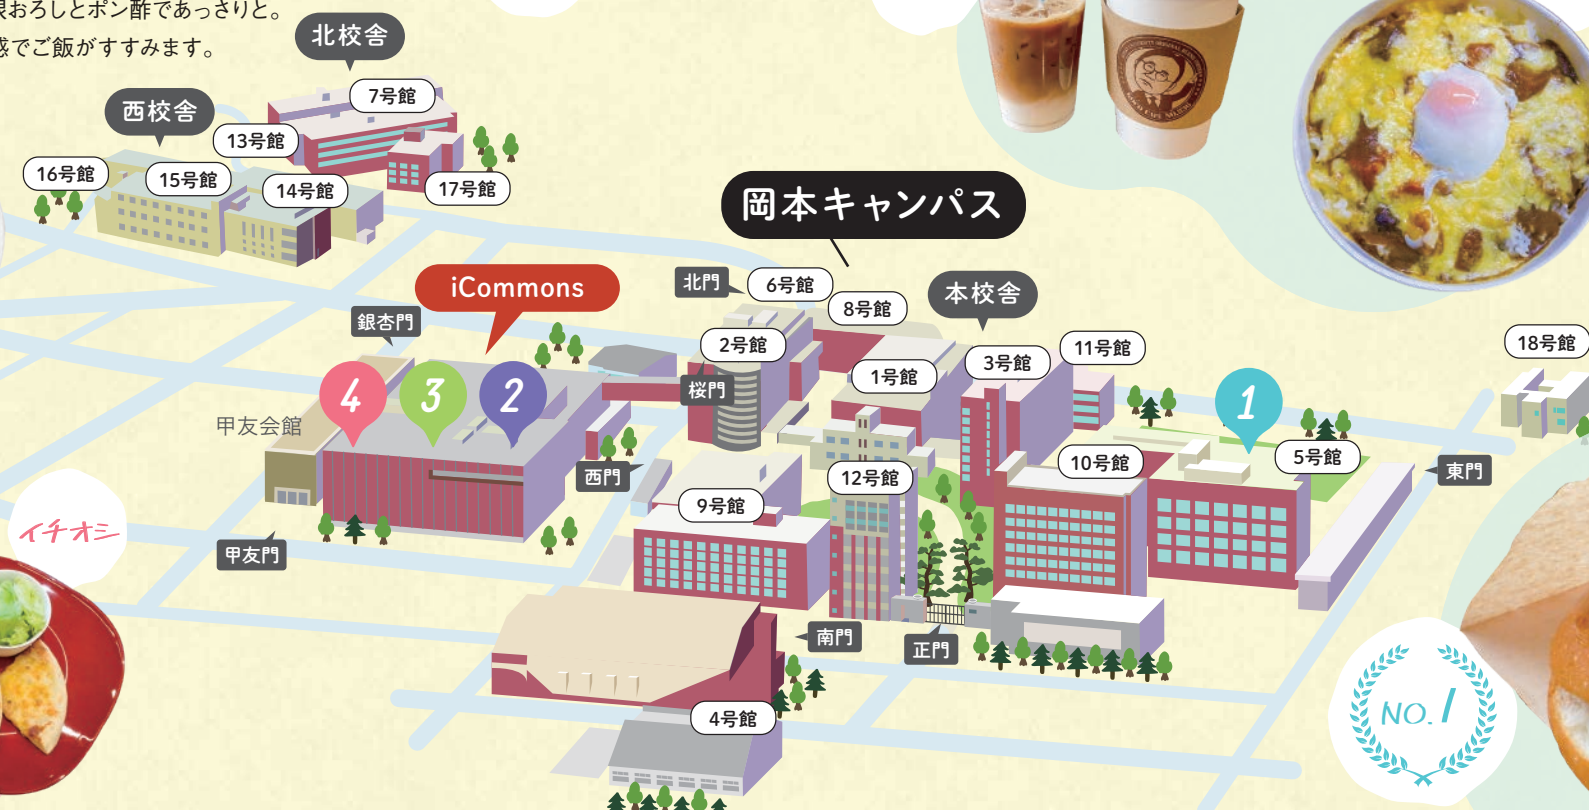 おろしとポン酢であっさりと。
感でご飯がすすみます。
北校舎
7号館
西校舎
13号館
16号館
15号館
14号館
17号館
岡本キャンパス
北門
6号館
iCommons
8号館
本校舎
銀杏門
2号館
3号館
11号館
18号館
1号館
桜門
4
3
2
1
甲友会館
西門
12号館
10号館
5号館
東門
9号館
イチオシ
甲友門
南門
正門
4号館
NO.1